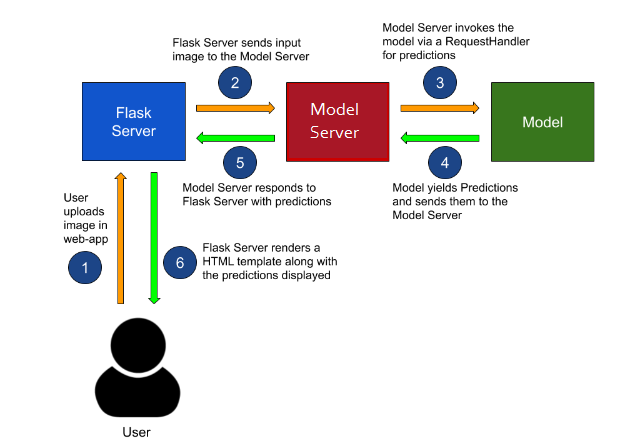 Model Server invokes the
model via a RequestHandler
for predictions
Flask Server sends input
image to the Model Server
2
3
Flask
Server
Model
Server
Model
5
4
Model Server responds to
Flask Server with predictions
Model yields Predictions
and sends them to the
Model Server
User
uploads
image in
web-app
1
6
Flask Server renders a
HTML template along with
the predictions displayed
User